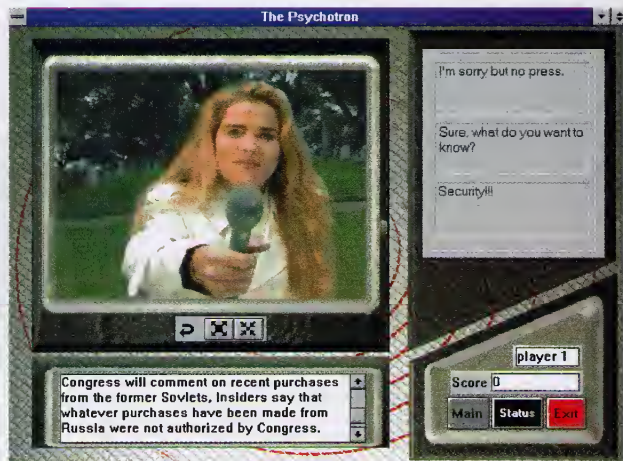 The Psychotron
I'm sorry but no press.
Sure, what do you want to
know?
Security!!!
Congress will comment on recent purchases
from the former Sovlets, Insiders say that
whatever purchases have been made from
Russia were not authorized by Congress.
player 1
Score 0
Main Status Exit